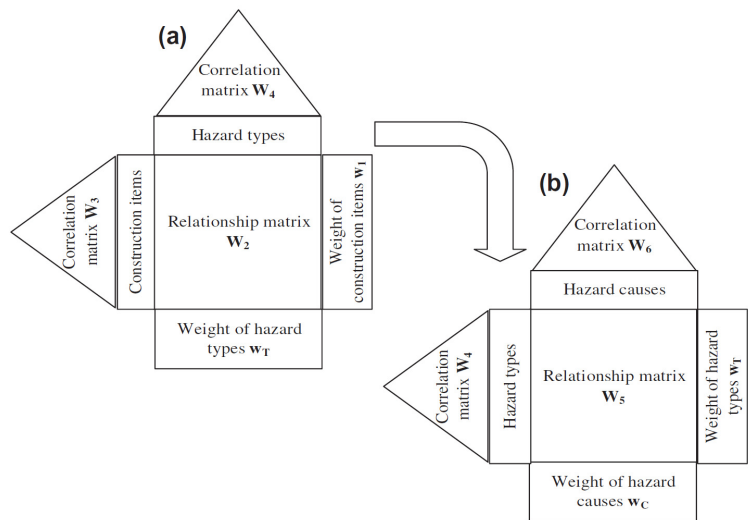 (a)
Correlation
matrix W4
Hazard types
Correlation
matrix W3
Construction items
Relationship matrix
W2
Weight of
construction items w1
Weight of hazard
types wT
(b)
Correlation
matrix W6
Hazard causes
Correlation
matrix W4
Hazard types
Relationship matrix
W5
Weight of hazard
types wT
Weight of hazard
causes wC